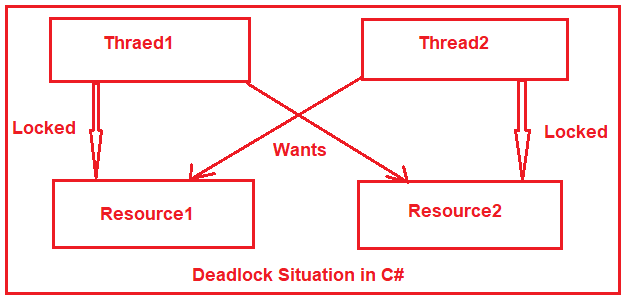 Thraed1
Thread2
Locked
Locked
Wants
Resource1
Resource2
Deadlock Situation in C#